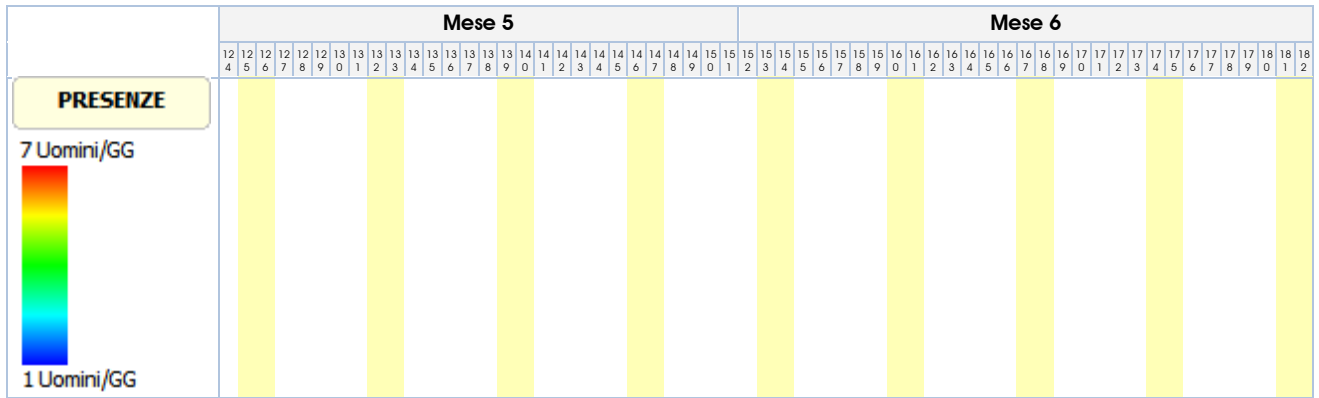 Mese 5 Mese 6
124 125 126 127 128 129 130 131 132 133 134 135 136 137 138 139 140 141 142 143 144 145 146 147 148 149 150 151 152 153 154 155 156 157 158 159 160 161 162 163 164 165 166 167 168 169 170 171 172 173 174 175 176 177 178 179 180 181 182
PRESENZE
7 Uomini/GG
1 Uomini/GG